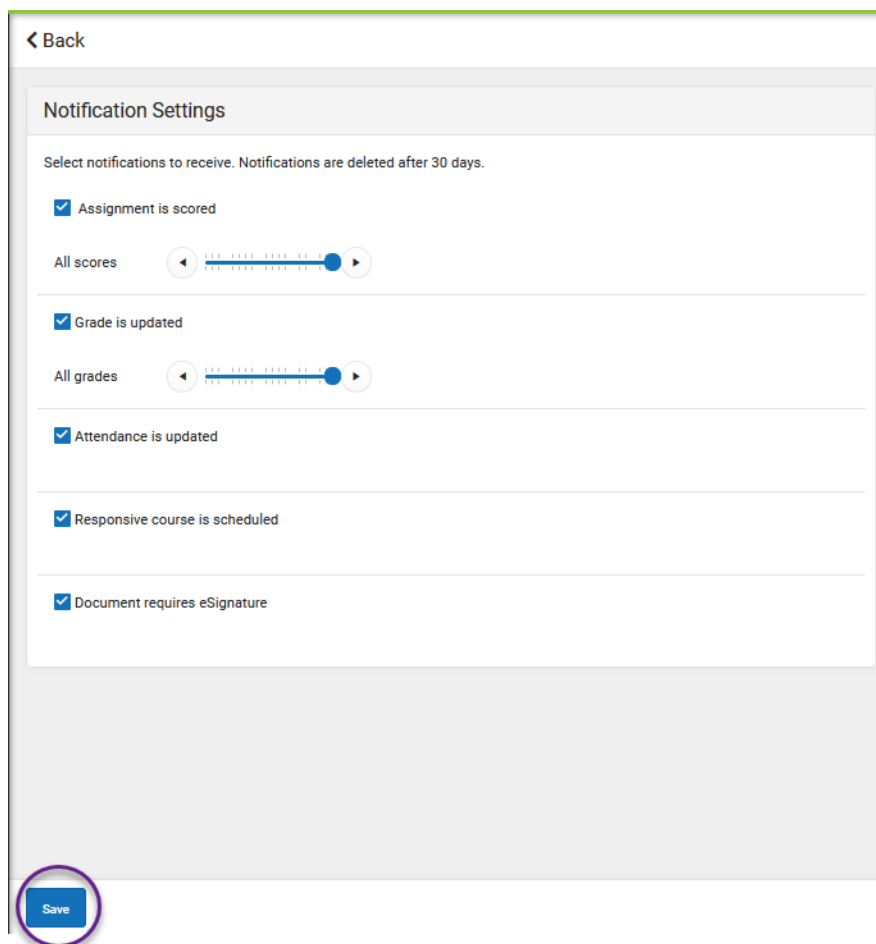 Back
Notification Settings
Select notifications to receive. Notifications are deleted after 30 days.
Assignment is scored
All scores
Grade is updated
All grades
Attendance is updated
Responsive course is scheduled
Document requires eSignature
Save